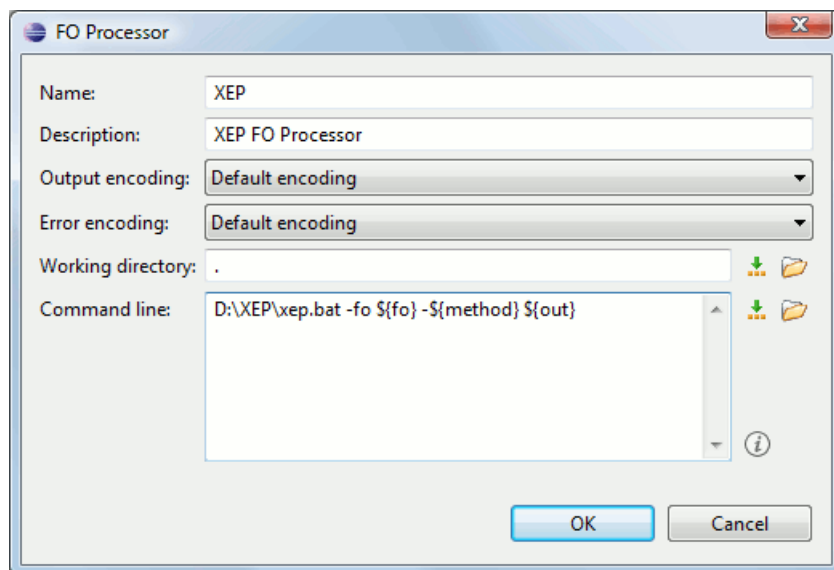 FO Processor
Name: XEP
Description: XEP FO Processor
Output encoding: Default encoding
Error encoding: Default encoding
Working directory: .
Command line: D:\XEP\xep.bat -fo ${fo} -${method} ${out}
OK Cancel